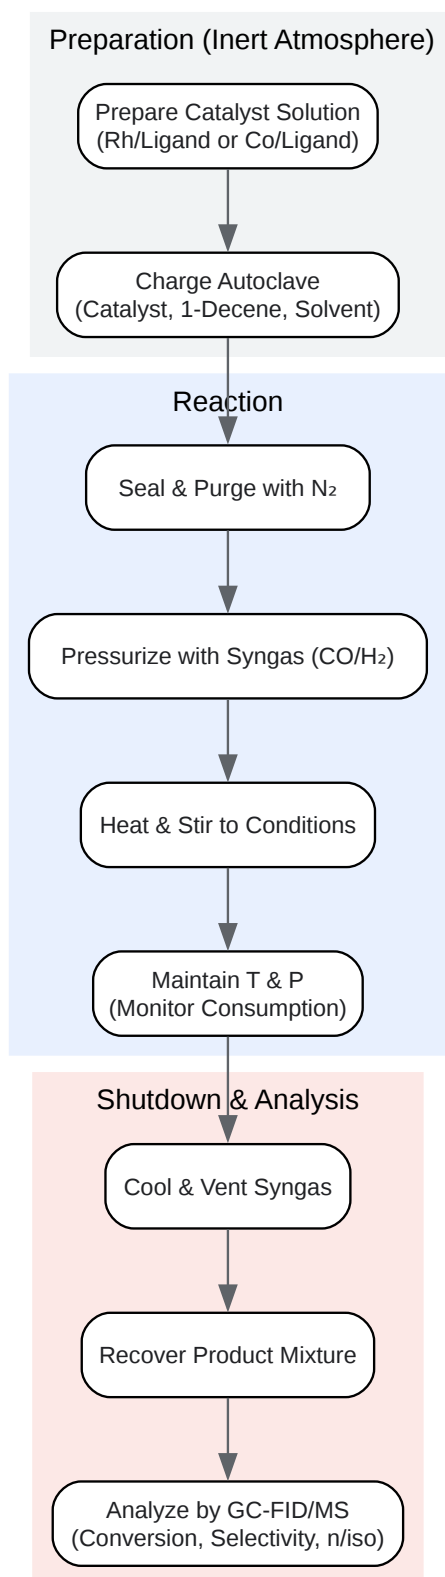 Preparation (Inert Atmosphere)
Prepare Catalyst Solution
(Rh/Ligand or Co/Ligand)
Charge Autoclave
(Catalyst, 1-Decene, Solvent)
Reaction
Seal & Purge with N₂
Pressurize with Syngas (CO/H₂)
Heat & Stir to Conditions
Maintain T & P
(Monitor Consumption)
Shutdown & Analysis
Cool & Vent Syngas
Recover Product Mixture
Analyze by GC-FID/MS
(Conversion, Selectivity, n/iso)